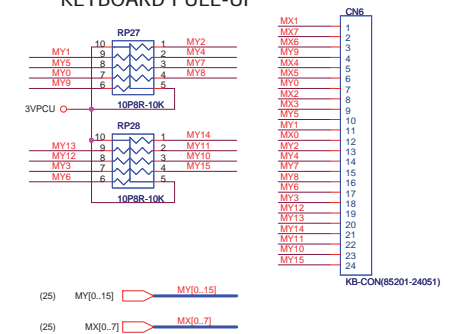 KEYBOARD PULL-UP
RP27
10 1 MY2
MY1 9 2 MY4
MY5 8 3 MY7
MY0 7 4 MY8
MY9 6 5
3VPCU
10P8R-10K
RP28
10 1 MY14
MY13 9 2 MY11
MY12 8 3 MY10
MY3 7 4 MY15
MY6 6 5
10P8R-10K
CN6
MX1 1
MX7 2
MX6 3
MY9 4
MX4 5
MX5 6
MY0 7
MX2 8
MX3 9
MY5 10
MY1 11
MX0 12
MY2 13
MY4 14
MY7 15
MY8 16
MY6 17
MY3 18
MY12 19
MY13 20
MY14 21
MY11 22
MY10 23
MY15 24
KB-CON(85201-24051)
(25) MY[0..15] MY[0..15]
(25) MX[0..7] MX[0..7]